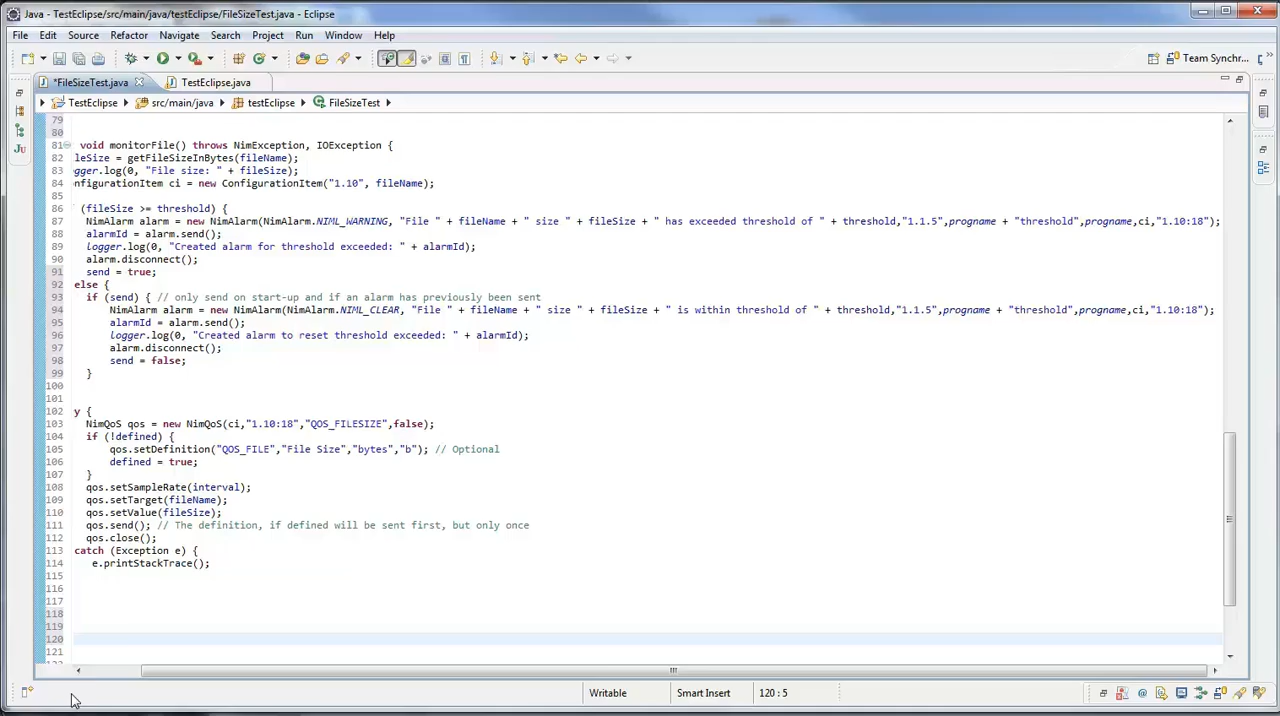 Java - TestEclipse/src/main/java/testEclipse/FileSizeTest.java - Eclipse
File Edit Source Refactor Navigate Search Project Run Window Help
Team Synchr...
*FileSizeTest.java TestEclipse.java
TestEclipse src/main/java testEclipse FileSizeTest
79
80
81 void monitorFile() throws NimException, IOException {
82 leSize = getFileSizeInBytes(fileName);
83 gger.log(0, "File size: " + fileSize);
84 nfigurationItem ci = new ConfigurationItem("1.10", fileName);
85
86 (fileSize >= threshold) {
87 NimAlarm alarm = new NimAlarm(NimAlarm.NIML_WARNING, "File " + fileName + " size " + fileSize + " has exceeded threshold of " + threshold,"1.1.5",progname + "threshold",progname,ci,"1.10:18");
88 alarmId = alarm.send();
89 logger.log(0, "Created alarm for threshold exceeded: " + alarmId);
90 alarm.disconnect();
91 send = true;
92 else {
93 if (send) { // only send on start-up and if an alarm has previously been sent
94 NimAlarm alarm = new NimAlarm(NimAlarm.NIML_CLEAR, "File " + fileName + " size " + fileSize + " is within threshold of " + threshold,"1.1.5",progname + "threshold",progname,ci,"1.10:18");
95 alarmId = alarm.send();
96 logger.log(0, "Created alarm to reset threshold exceeded: " + alarmId);
97 alarm.disconnect();
98 send = false;
99 }
100
101
102 y {
103 NimQoS qos = new NimQoS(ci,"1.10:18","QOS_FILESIZE",false);
104 if (!defined) {
105 qos.setDefinition("QOS_FILE","File Size","bytes","b"); // Optional
106 defined = true;
107 }
108 qos.setSampleRate(interval);
109 qos.setTarget(fileName);
110 qos.setValue(fileSize);
111 qos.send(); // The definition, if defined will be sent first, but only once
112 qos.close();
113 catch (Exception e) {
114 e.printStackTrace();
115
116
117
118
119
120
121
Writable Smart Insert 120 : 5